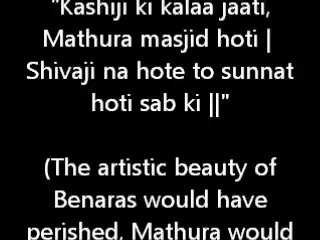 "Kashiji ki kalaa jaati,
Mathura masjid hoti |
Shivaji na hote to sunnat
hoti sab ki ||"
(The artistic beauty of
Benaras would have
perished, Mathura would